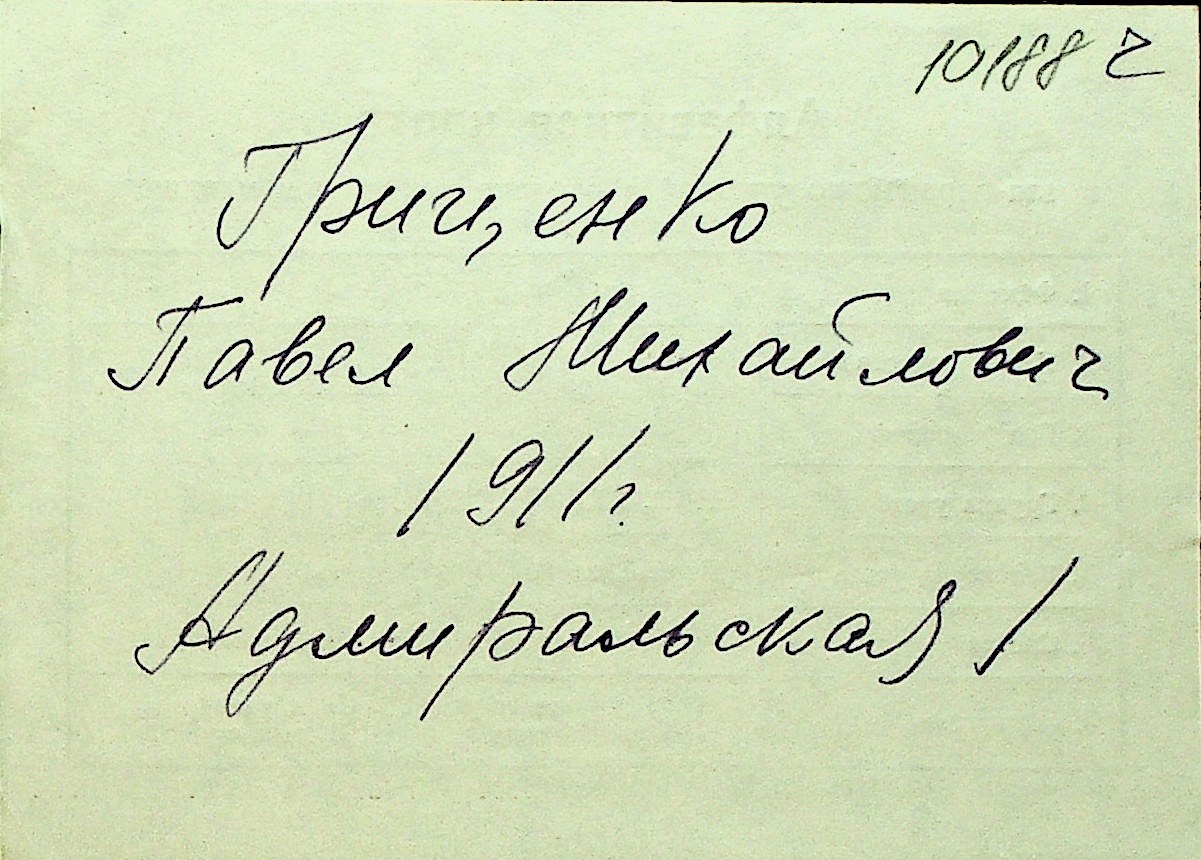 10188 ч
Грищенко
Павел Михайлович
1911г.
Адмиральская 1